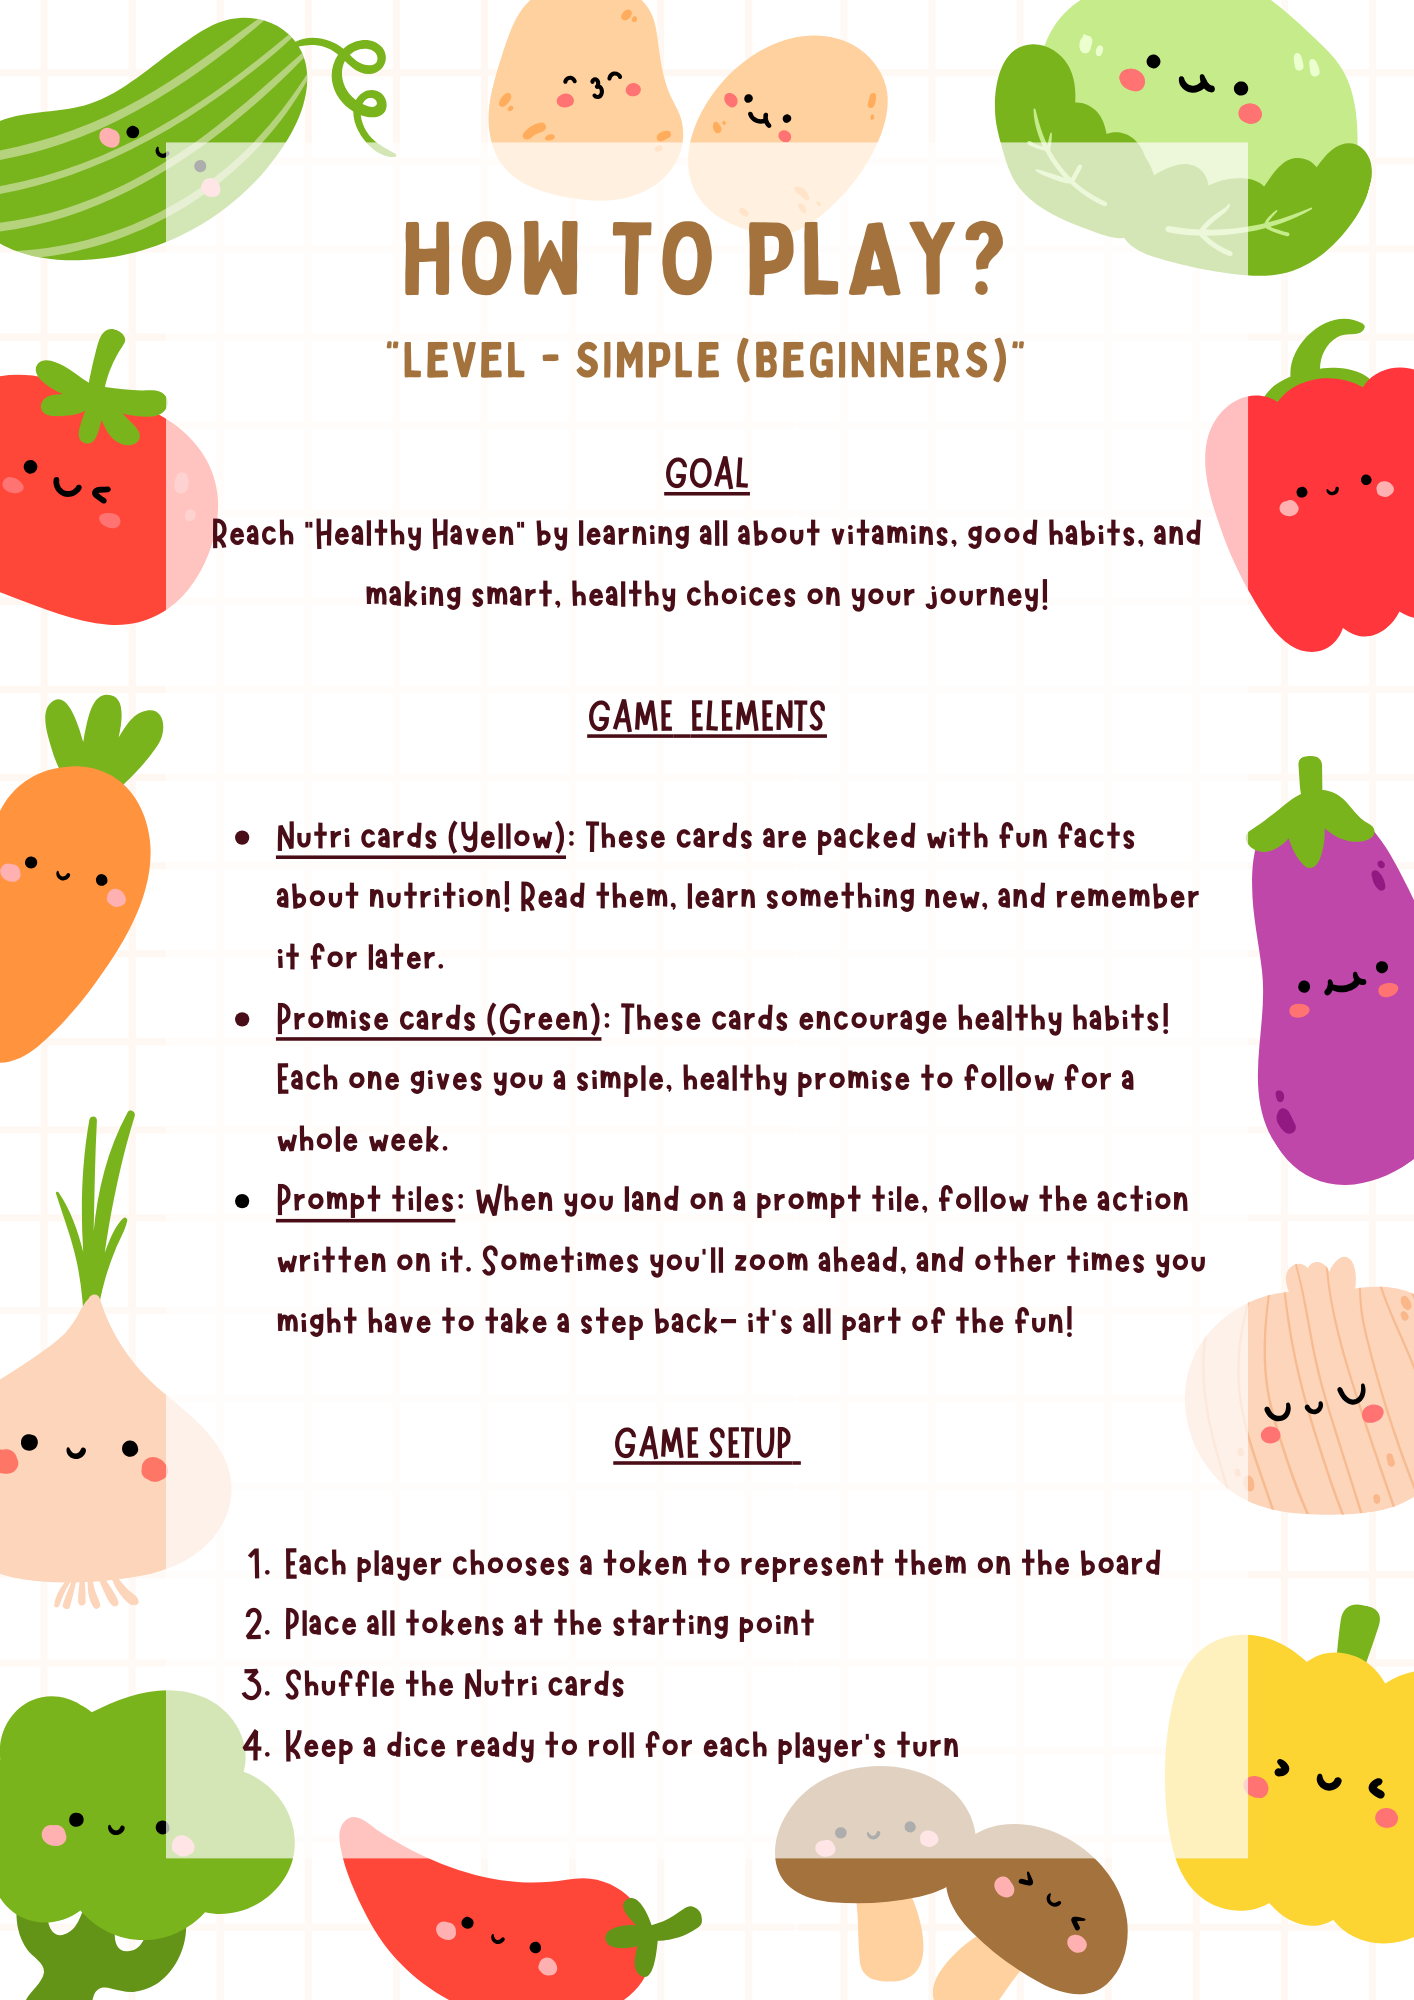 HOW TO PLAY?
"LEVEL - SIMPLE (BEGINNERS)"
GOAL
Reach "Healthy Haven" by learning all about vitamins, good habits, and
making smart, healthy choices on your journey!
GAME ELEMENTS
• Nutri cards (Yellow): These cards are packed with fun facts
about nutrition! Read them, learn something new, and remember
it for later.
• Promise cards (Green): These cards encourage healthy habits!
Each one gives you a simple, healthy promise to follow for a
whole week.
• Prompt tiles: When you land on a prompt tile, follow the action
written on it. Sometimes you'll zoom ahead, and other times you
might have to take a step back– it's all part of the fun!
GAME SETUP
1. Each player chooses a token to represent them on the board
2. Place all tokens at the starting point
3. Shuffle the Nutri cards
4. Keep a dice ready to roll for each player's turn